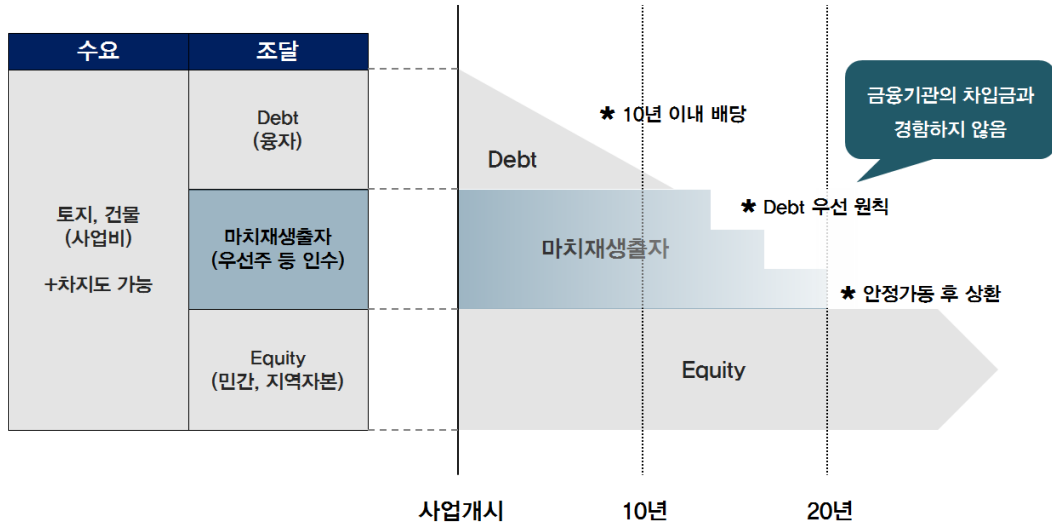 수요
조달
토지, 건물
(사업비)
+차지도 가능
Debt
(융자)
마치재생출자
(우선주 등 인수)
Equity
(민간, 지역자본)
Debt
마치재생출자
Equity
* 10년 이내 배당
금융기관의 차입금과
경함하지 않음
* Debt 우선 원칙
* 안정가동 후 상환
사업개시
10년
20년